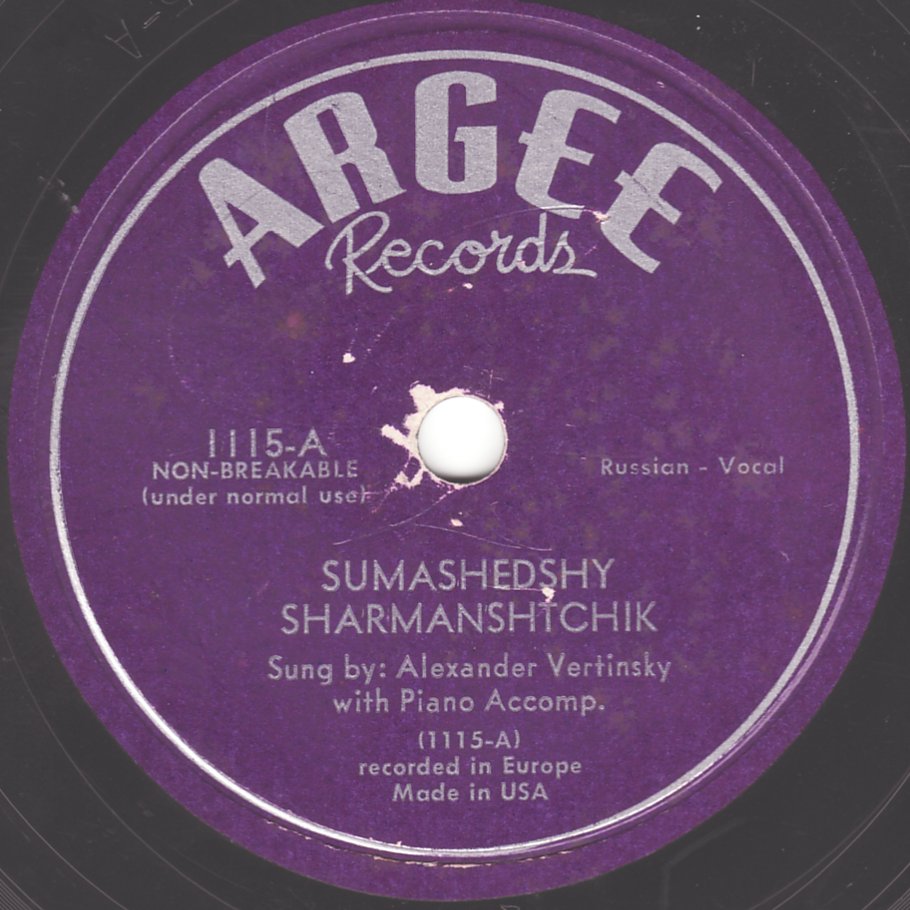 ARGEE
Records
1115-A
NON-BREAKABLE
(under normal use)
Russian - Vocal
SUMASHEDSHY
SHARMANSHTCHIK
Sung by: Alexander Vertinsky
with Piano Accomp.
(1115-A)
recorded in Europe
Made in USA